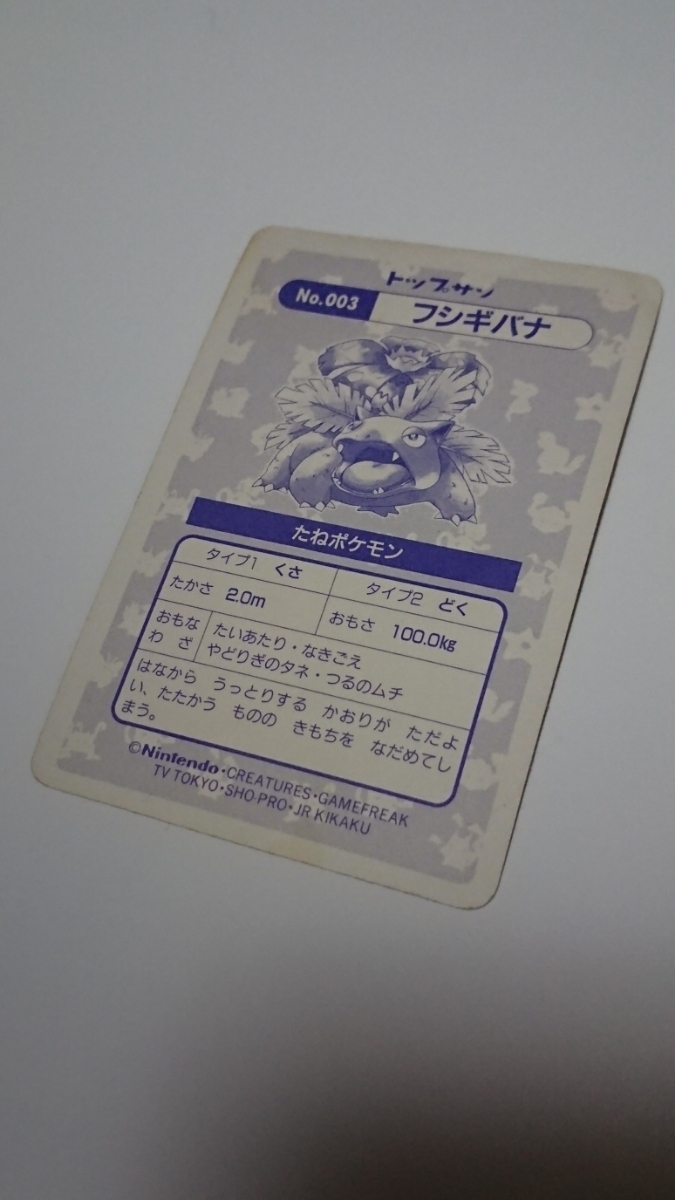 トップサン
No.003 フシギバナ
たねポケモン
タイプ1 くさ タイプ2 どく
たかさ 2.0m おもさ 100.0kg
おもな たいあたり・なきごえ
わ ざ やどりぎのタネ・つるのムチ
はなから うっとりする かおりが ただよ
い、たたかう ものの きもちを なだめてし
まう。
©Nintendo・CREATURES・GAMEFREAK
TV TOKYO・SHO-PRO・JR KIKAKU